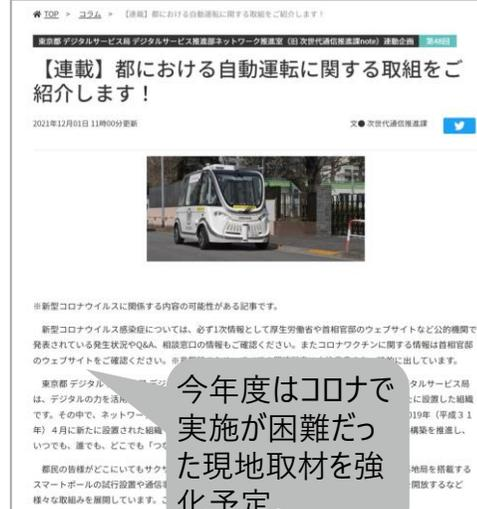 TOP > コラム > 【連載】都における自動運転に関する取組をご紹介します！
東京都 デジタルサービス局 デジタルサービス推進部ネットワーク推進室（旧 次世代通信推進課note）連動企画 第48回
【連載】都における自動運転に関する取組をご
紹介します！
2021年12月01日 11時00分更新
文● 次世代通信推進課
※新型コロナウイルスに関係する内容の可能性がある記事です。
新型コロナウイルス感染症については、必ず1次情報として厚生労働省や首相官邸のウェブサイトなど公的機関で
発表されている発生状況やQ&A、相談窓口の情報もご確認ください。またコロナワクチンに関する情報は首相官邸
のウェブサイトをご確認ください。※
に出しています。
東京都 デジタル
タルサービス局
は、デジタルの力を活用
に設置した組織
です。その中で、ネットワー
019年（平成３１
年）４月に新たに設置された組織
構築を推進し、
いつでも、誰でも、どこでも「つな
都民の皆様がどこにいてもサクサ
地局を搭載する
スマートポールの試行設置や通信事
開放するなど
様々な取組みを展開しています。こ
今年度はコロナで
実施が困難だっ
た現地取材を強
化予定